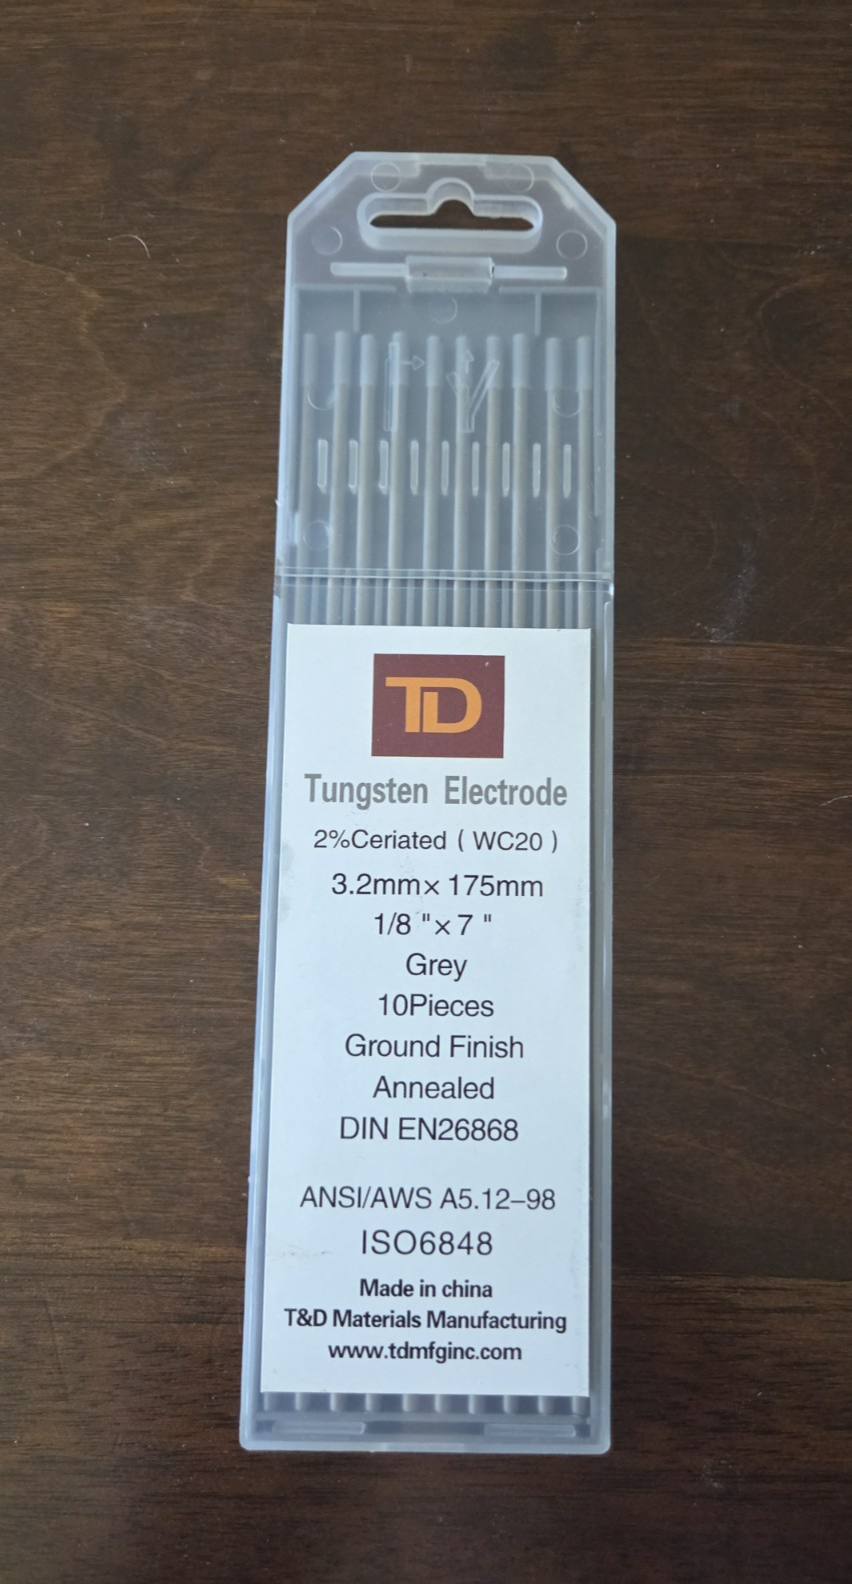 TD
Tungsten Electrode
2%Ceriated ( WC20 )
3.2mm× 175mm
1/8 "× 7 "
Grey
10Pieces
Ground Finish
Annealed
DIN EN26868
ANSI/AWS A5.12–98
ISO6848
Made in china
T&D Materials Manufacturing
www.tdmfginc.com